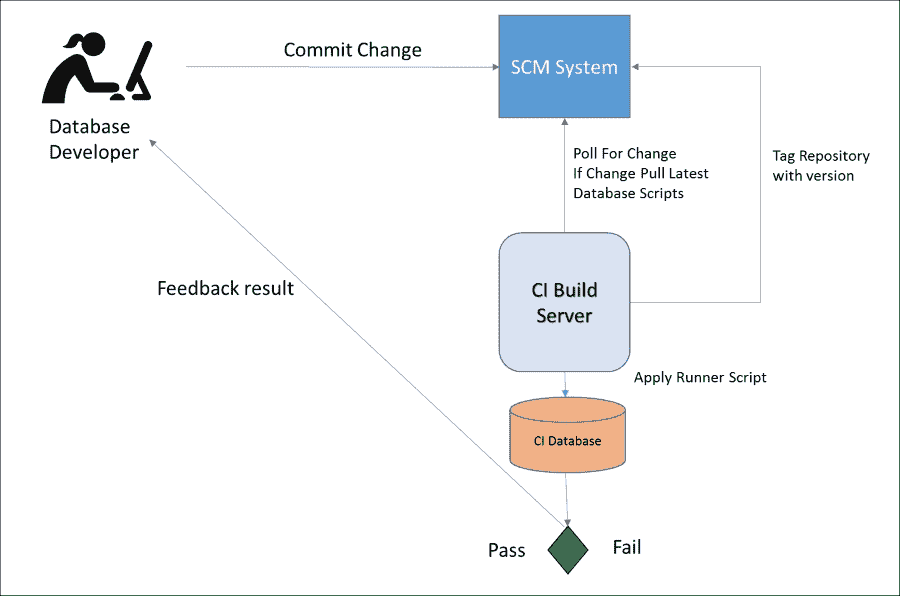 Commit Change
SCM System
Database
Developer
Poll For Change
If Change Pull Latest
Database Scripts
Tag Repository
with version
Feedback result
CI Build
Server
Apply Runner Script
CI Database
Pass
Fail